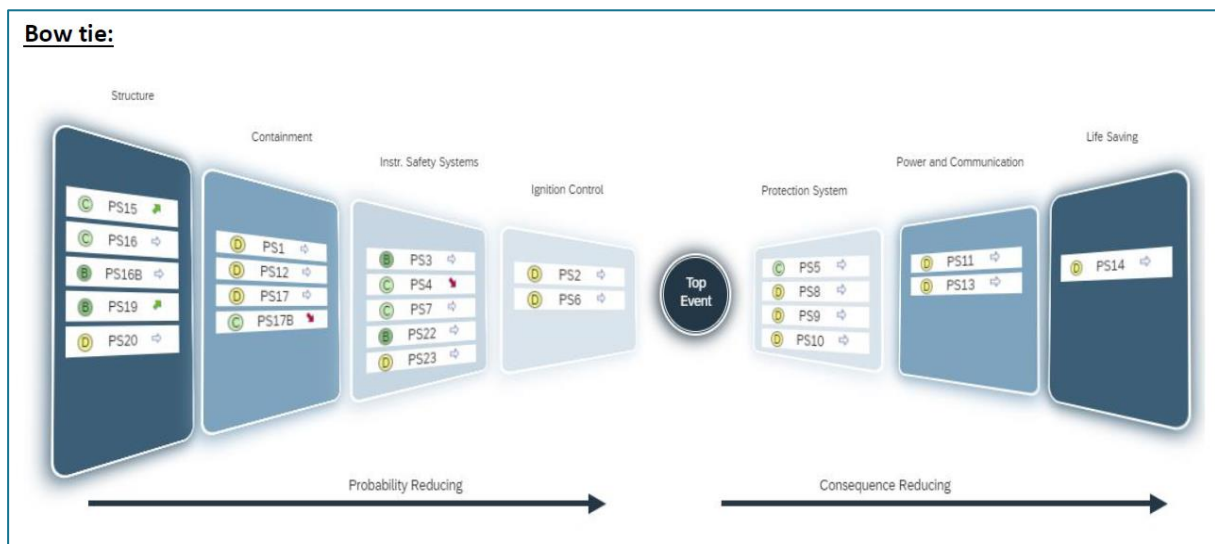 Bow tie:
Structure
C PS15
C PS16
B PS16B
B PS19
D PS20
Containment
D PS1
D PS12
D PS17
C PS17B
Instr. Safety Systems
B PS3
C PS4
C PS7
B PS22
D PS23
Ignition Control
D PS2
D PS6
Top
Event
Protection System
C PS5
D PS8
D PS9
D PS10
Power and Communication
D PS11
D PS13
Life Saving
D PS14
Probability Reducing
Consequence Reducing